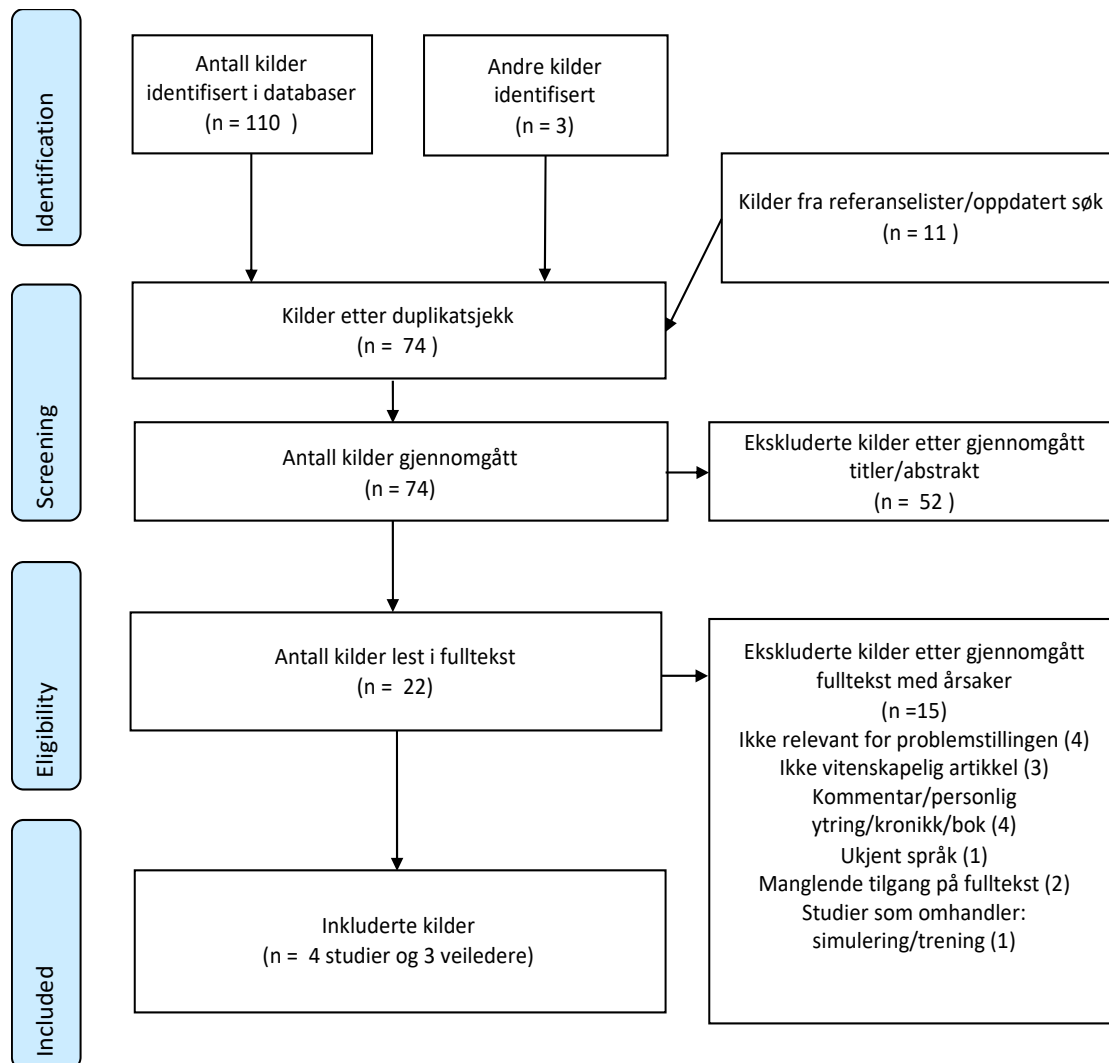 Identification
Antall kilder
identifisert i databaser
(n = 110 )
Andre kilder
identifisert
(n = 3)
Kilder fra referanselister/oppdatert søk
(n = 11 )
Screening
Kilder etter duplikatsjekk
(n = 74 )
Antall kilder gjennomgått
(n = 74)
Ekskluderte kilder etter gjennomgått
titler/abstrakt
(n = 52 )
Eligibility
Antall kilder lest i fulltekst
(n = 22)
Ekskluderte kilder etter gjennomgått
fulltekst med årsaker
(n =15)
Ikke relevant for problemstillingen (4)
Ikke vitenskapelig artikkel (3)
Kommentar/personlig
ytring/kronikk/bok (4)
Ukjent språk (1)
Manglende tilgang på fulltekst (2)
Studier som omhandler:
simulering/trening (1)
Included
Inkluderte kilder
(n = 4 studier og 3 veiledere)